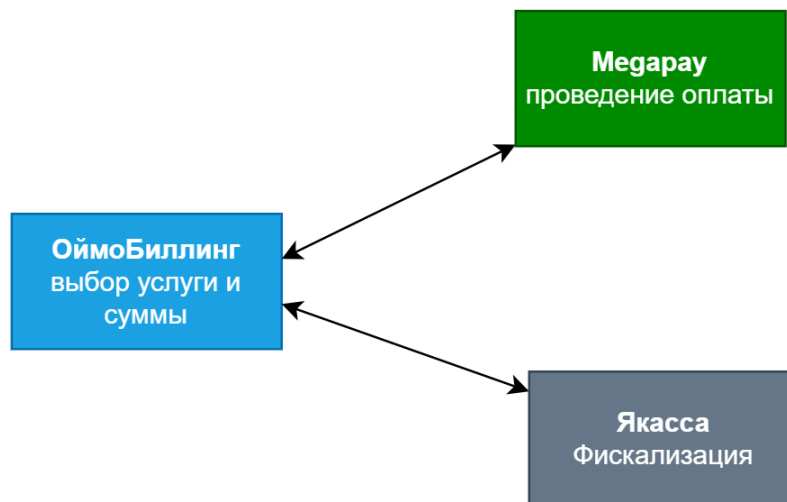 Megapay
проведение оплаты
ОймоБиллинг
выбор услуги и
суммы
Якасса
Фискализация